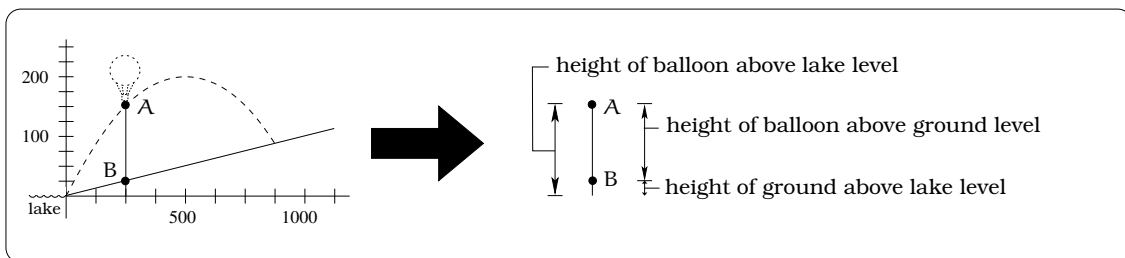 200
100
A
B
lake
500
1000
height of balloon above lake level
A
height of balloon above ground level
B
height of ground above lake level